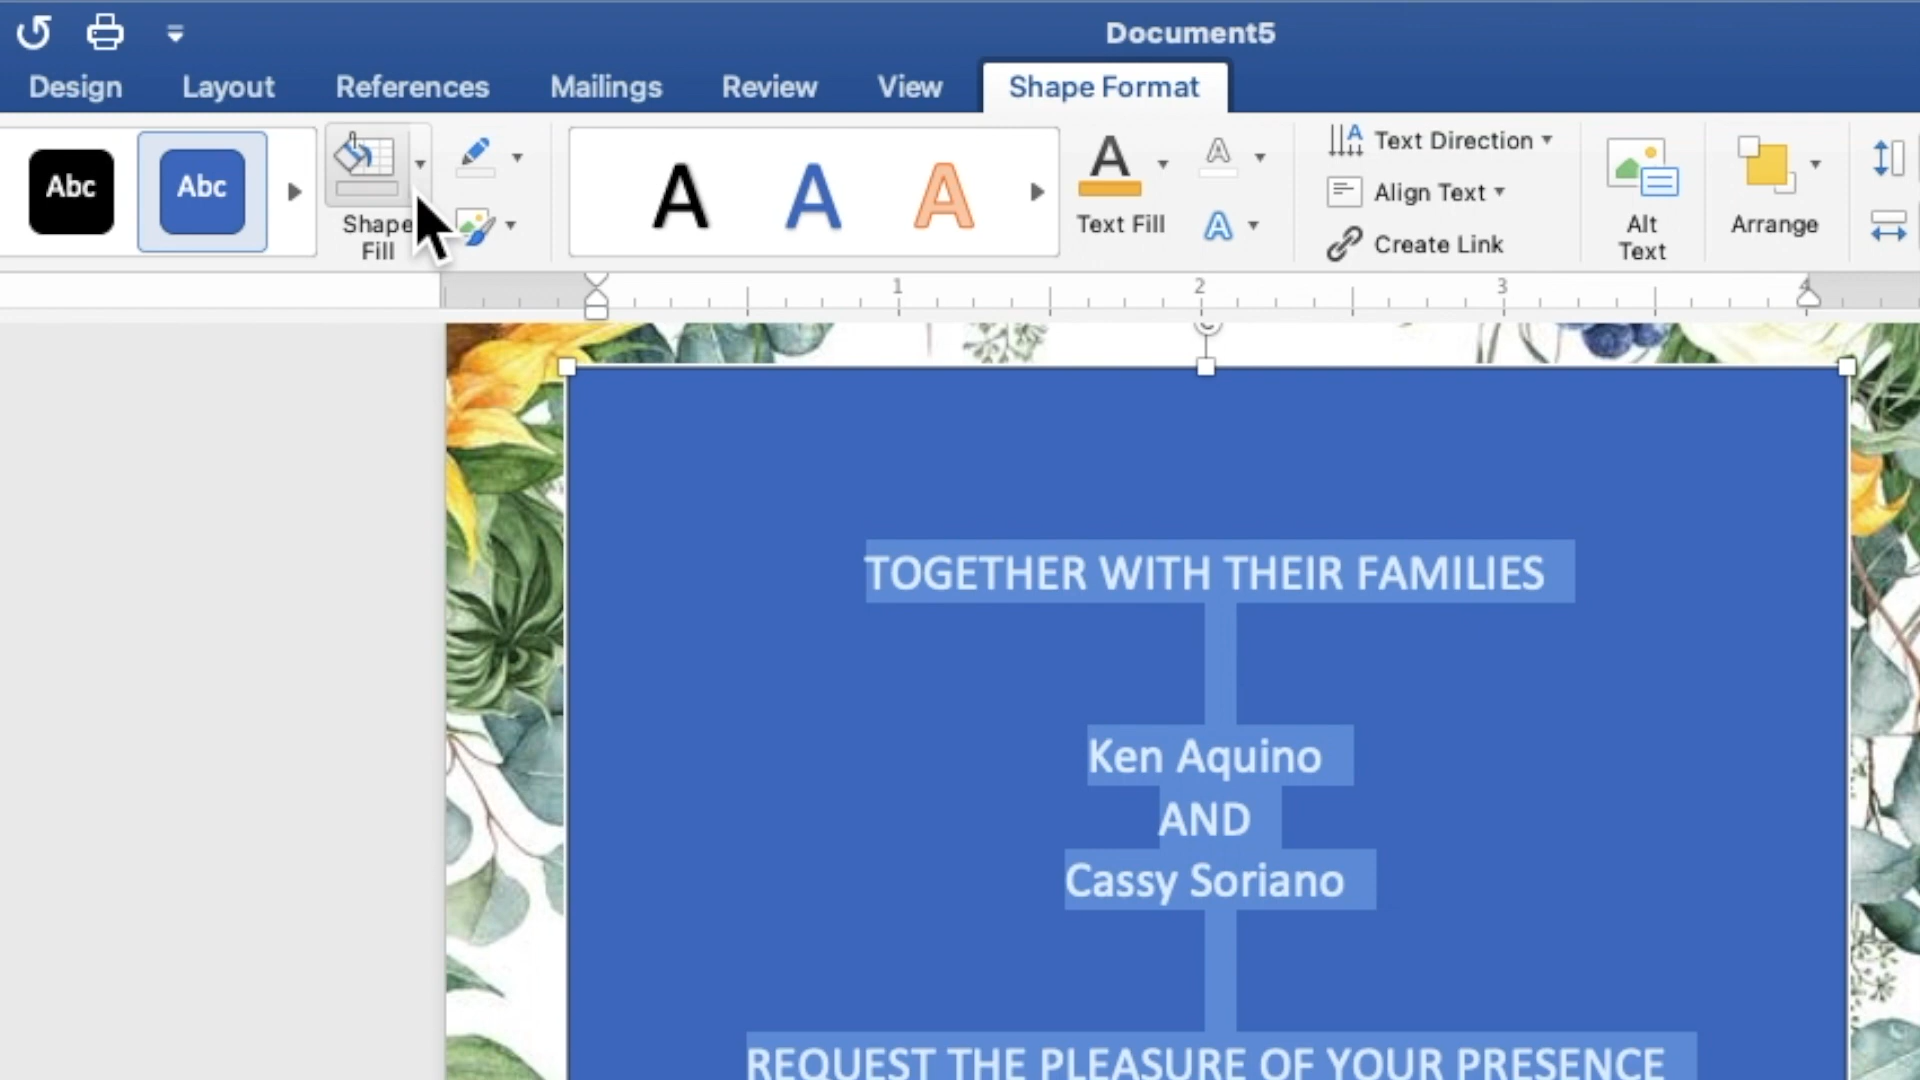 Document5
Design Layout References Mailings Review View Shape Format
Abc Abc
Shape Fill
A A A
A
Text Fill
A
A
Text Direction
Align Text
Create Link
Alt Text
Arrange
1 2 3 4
TOGETHER WITH THEIR FAMILIES
Ken Aquino
AND
Cassy Soriano
REQUEST THE PLEASURE OF YOUR PRESENCE